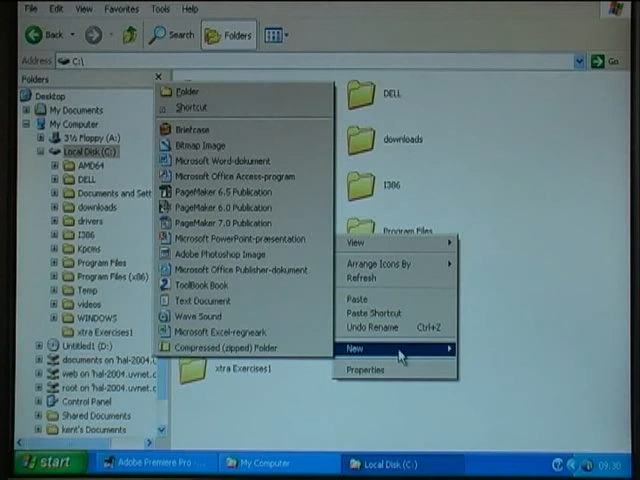 File Edit View Favorites Tools Help
Back Search Folders
Address C:\ Go
Folders
Desktop
My Documents
My Computer
3½ Floppy (A:)
Local Disk (C:)
AMD64
DELL
Documents and Sett
downloads
drivers
I386
Kpcms
Program Files
Program Files (x86)
Temp
videos
WINDOWS
xtra Exercises1
Untitled1 (D:)
documents on 'hal-2004.uvnet.
web on 'hal-2004.uvnet.c
root on 'hal-2004.uvnet.c
Control Panel
Shared Documents
kent's Documents
Folder
Shortcut
Briefcase
Bitmap Image
Microsoft Word-dokument
Microsoft Office Access-program
PageMaker 6.5 Publication
PageMaker 6.0 Publication
PageMaker 7.0 Publication
Microsoft PowerPoint-præsentation
Adobe Photoshop Image
Microsoft Office Publisher-dokument
ToolBook Book
Text Document
Wave Sound
Microsoft Excel-regneark
Compressed (zipped) Folder
xtra Exercises1
DELL
downloads
I386
Program Files
View
Arrange Icons By
Refresh
Paste
Paste Shortcut
Undo Rename Ctrl+Z
New
Properties
start Adobe Premiere Pro - ... My Computer Local Disk (C:) 09:30